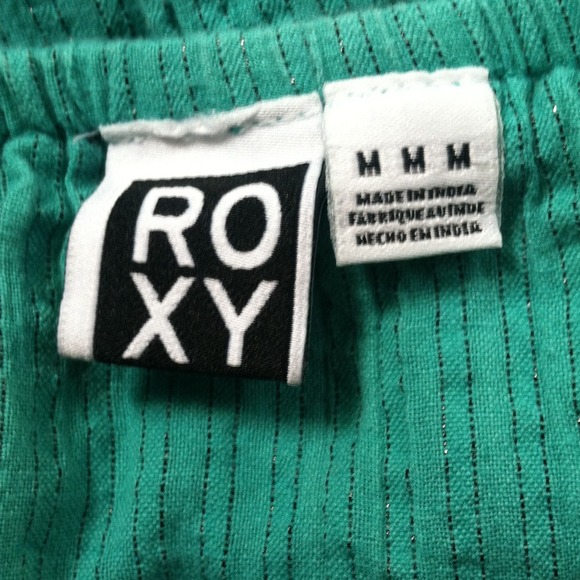 RO
XY
M M M
MADE IN INDIA
FABRIQUE AU INDE
HECHO EN INDIA